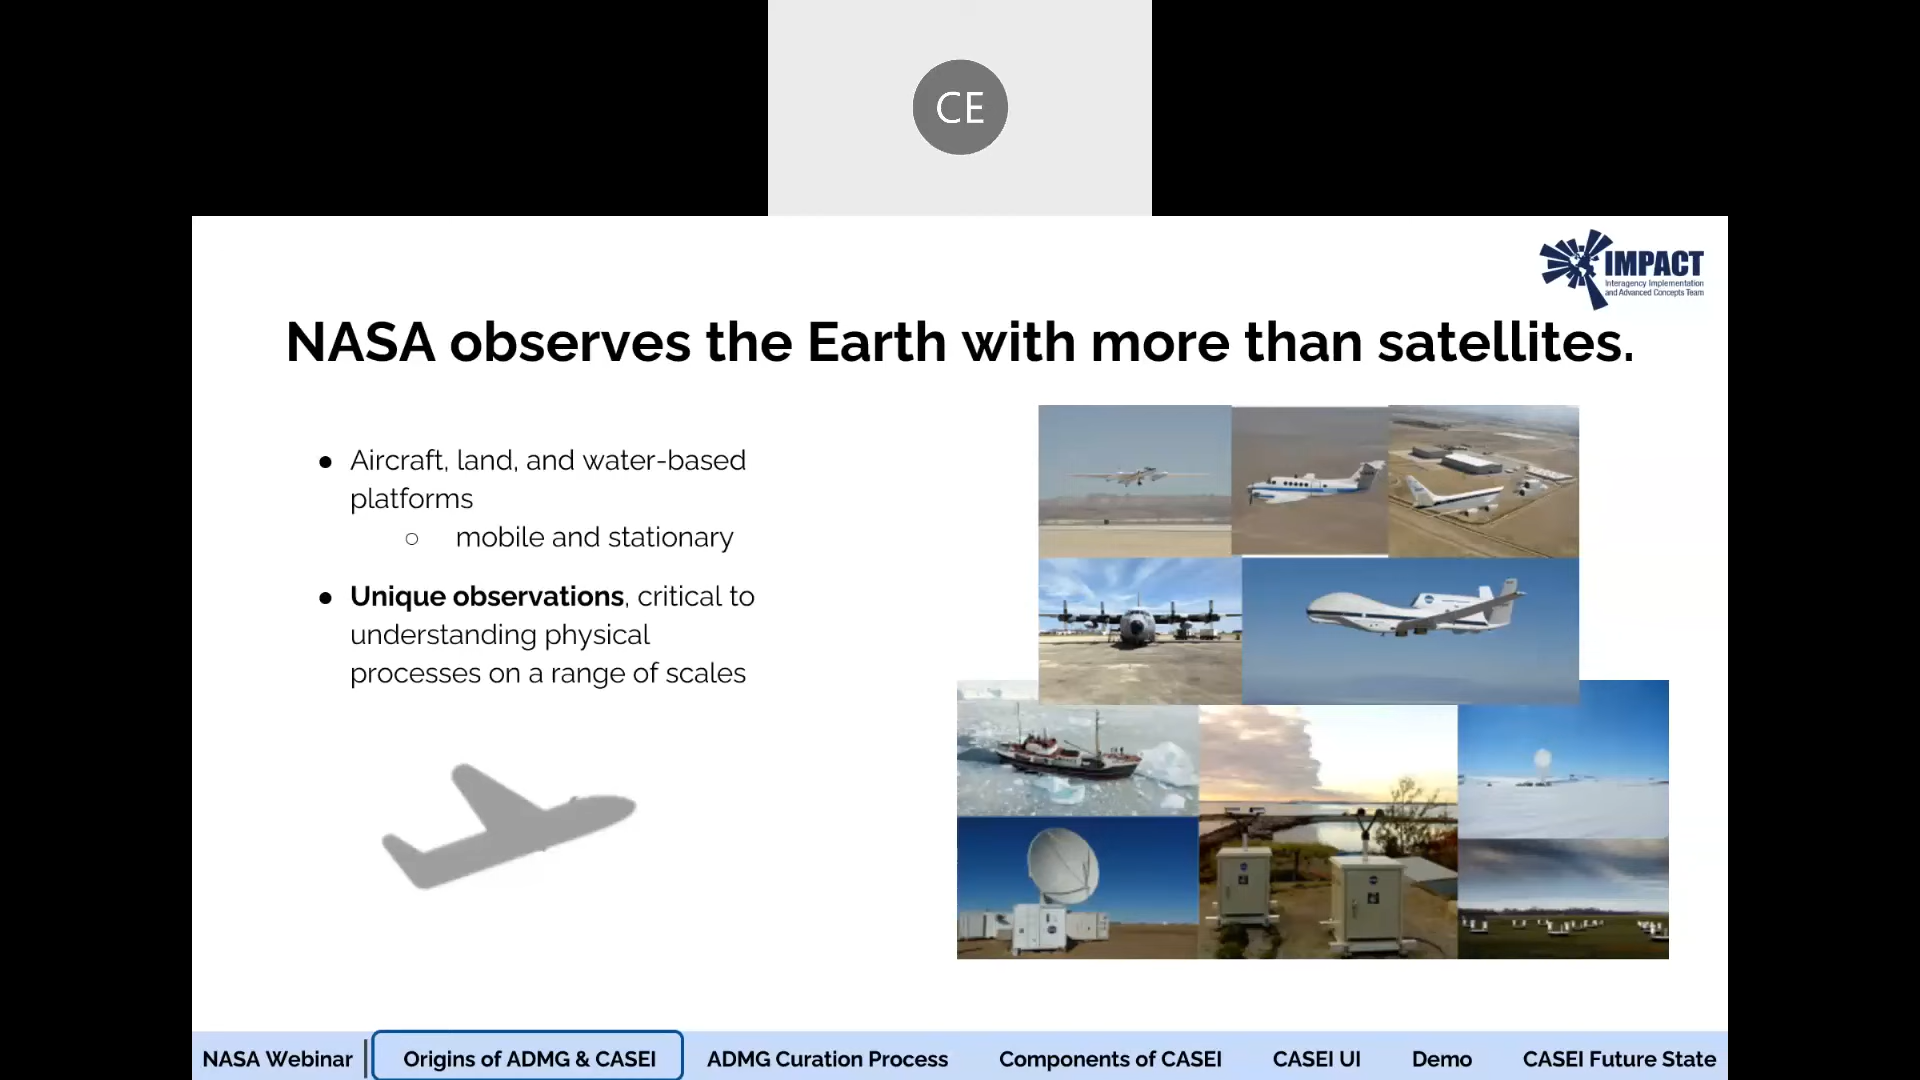 CE
IMPACT
Interagency Implementation
and Advanced Concepts Team
NASA observes the Earth with more than satellites.
● Aircraft, land, and water-based
platforms
○ mobile and stationary
● Unique observations, critical to
understanding physical
processes on a range of scales
NASA Webinar | Origins of ADMG & CASEI ADMG Curation Process Components of CASEI CASEI UI Demo CASEI Future State